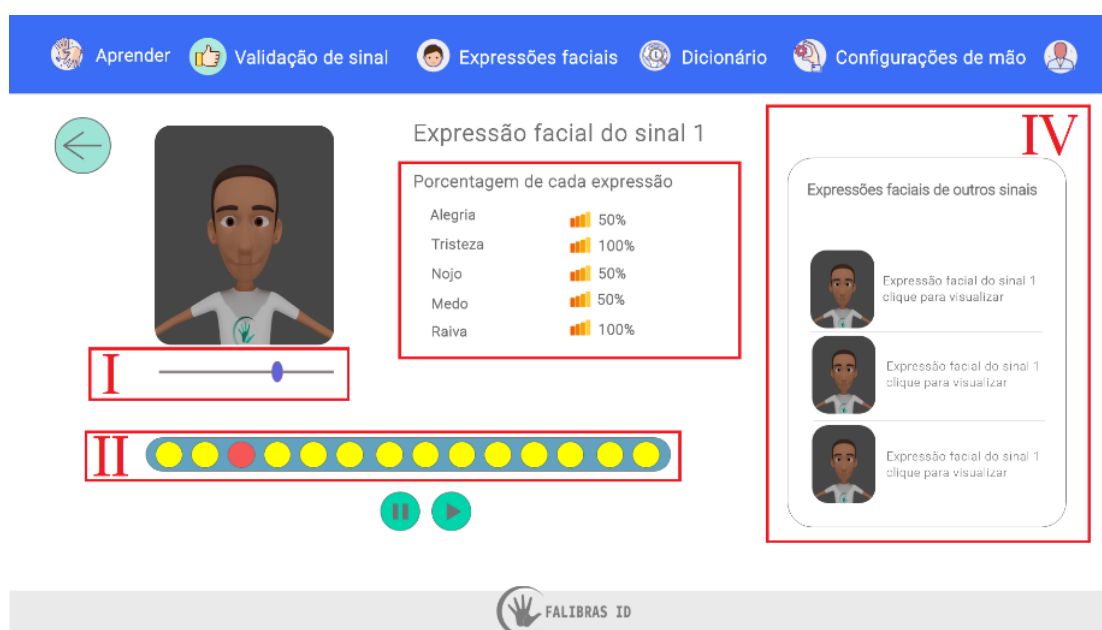 Aprender
Validação de sinal
Expressões faciais
Dicionário
Configurações de mão
Expressão facial do sinal 1
Porcentagem de cada expressão
Alegria 50%
Tristeza 100%
Nojo 50%
Medo 50%
Raiva 100%
I
II
IV
Expressões faciais de outros sinais
Expressão facial do sinal 1
clique para visualizar
Expressão facial do sinal 1
clique para visualizar
Expressão facial do sinal 1
clique para visualizar
FALIBRAS ID